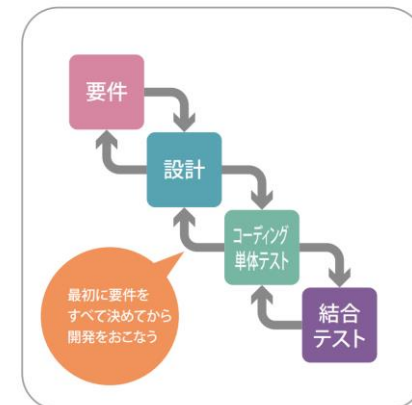 要件
設計
コーディング
単体テスト
結合
テスト
最初に要件を
すべて決めてから
開発をおこなう